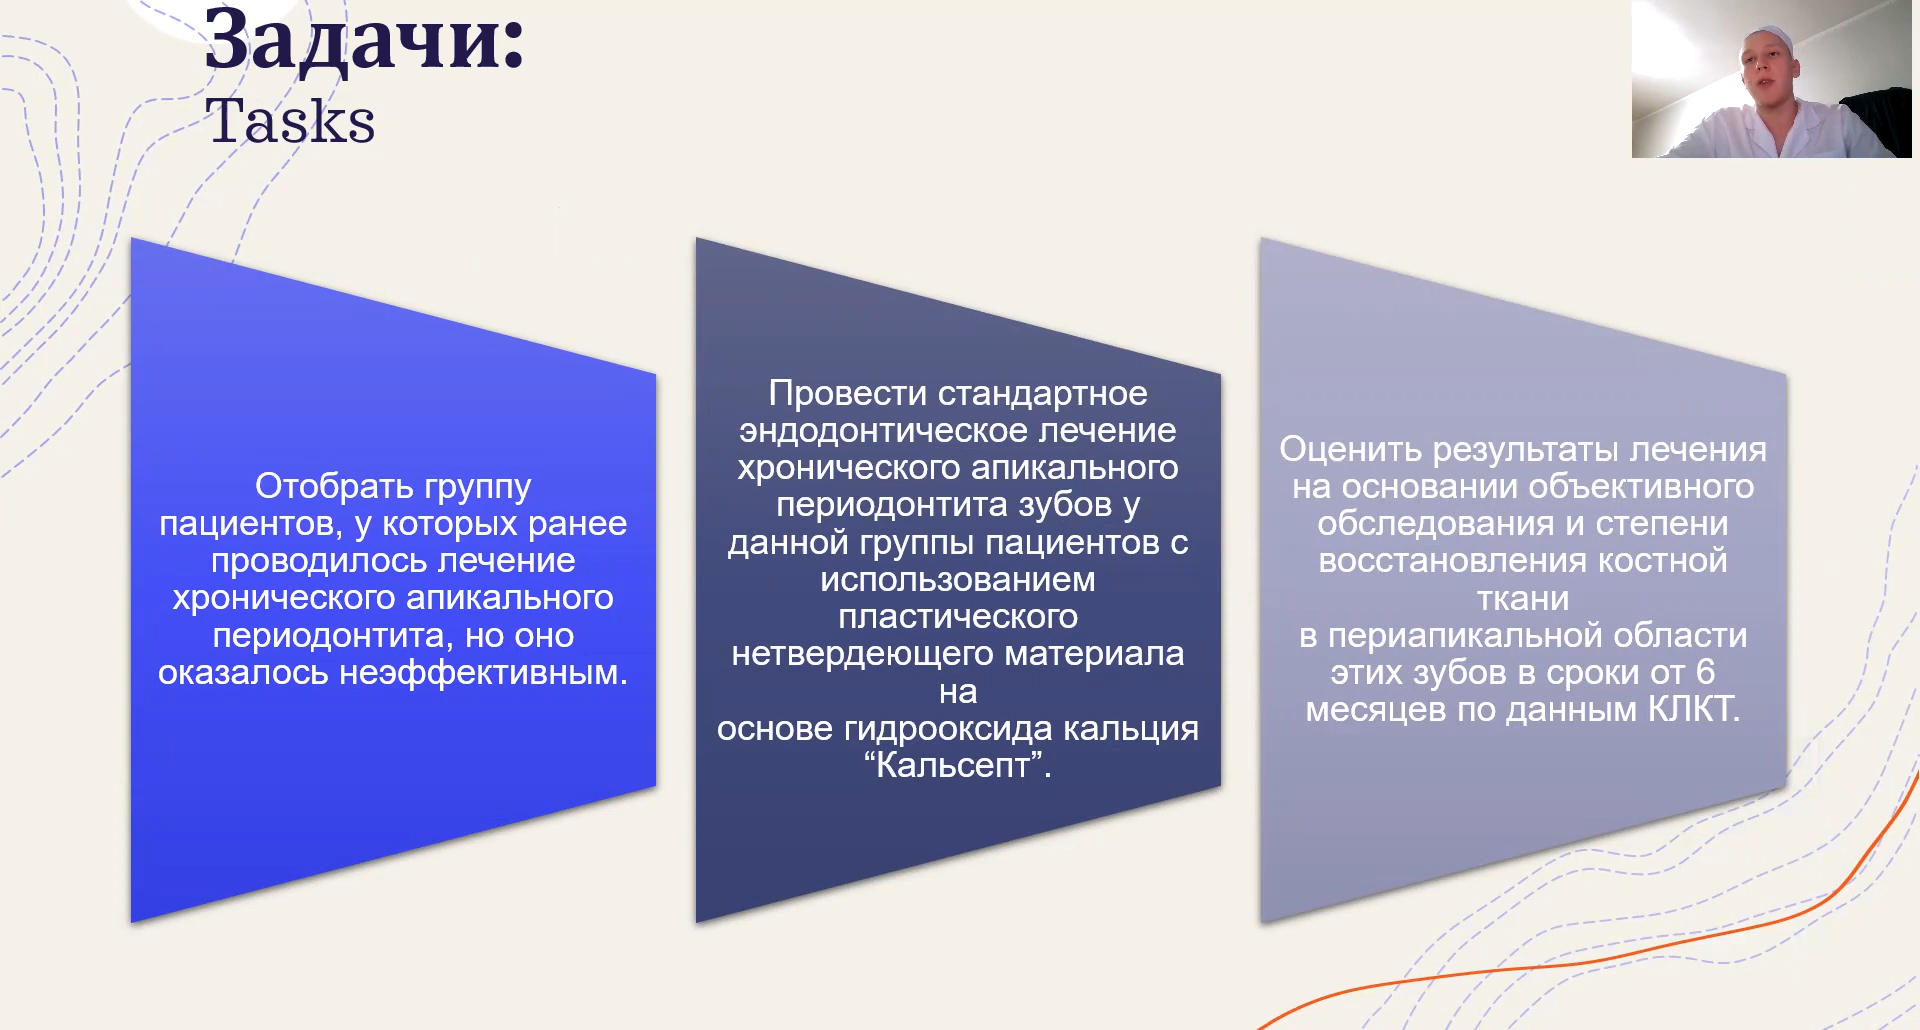 Задачи:
Tasks
Отобрать группу
пациентов, у которых ранее
проводилось лечение
хронического апикального
периодонтита, но оно
оказалось неэффективным.
Провести стандартное
эндодонтическое лечение
хронического апикального
периодонтита зубов у
данной группы пациентов с
использованием
пластического
нетвердеющего материала
на
основе гидрооксида кальция
“Кальсепт”.
Оценить результаты лечения
на основании объективного
обследования и степени
восстановления костной
ткани
в периапикальной области
этих зубов в сроки от 6
месяцев по данным КЛКТ.